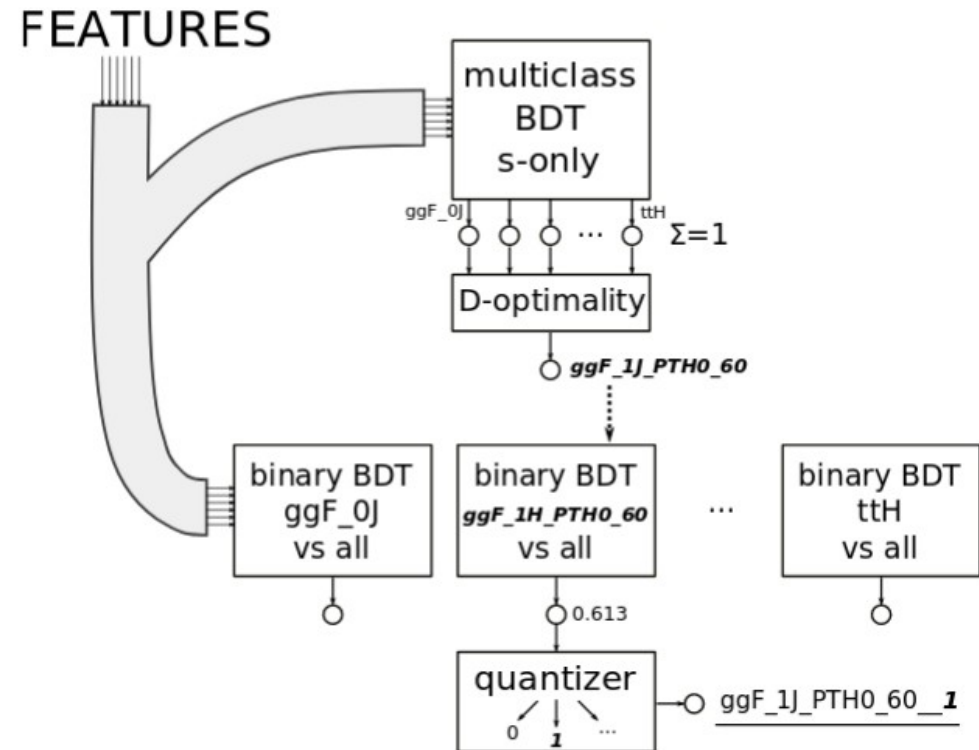 FEATURES
multiclass
BDT
s-only
ggF_0J
ttH
... Σ=1
D-optimality
ggF_1J_PTH0_60
binary BDT
ggF_0J
vs all
binary BDT
ggF_1H_PTH0_60
vs all
...
binary BDT
ttH
vs all
0.613
quantizer
0 1 ...
ggF_1J_PTH0_60__1